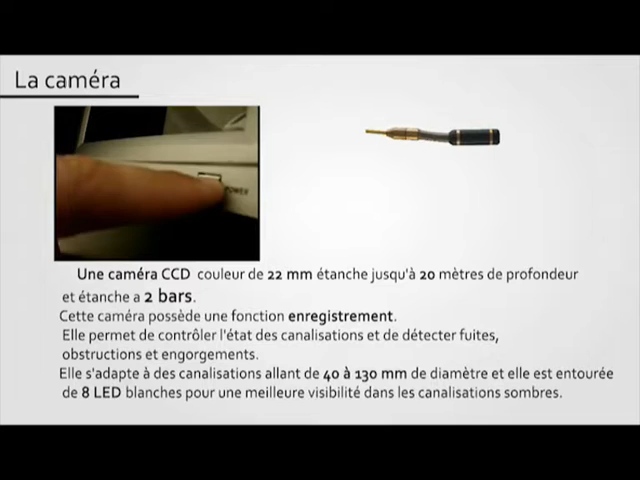 La caméra
POWER
Une caméra CCD couleur de 22 mm étanche jusqu'à 20 mètres de profondeur
et étanche a 2 bars.
Cette caméra possède une fonction enregistrement.
Elle permet de contrôler l'état des canalisations et de détecter fuites,
obstructions et engorgements.
Elle s'adapte à des canalisations allant de 40 à 130 mm de diamètre et elle est entourée
de 8 LED blanches pour une meilleure visibilité dans les canalisations sombres.